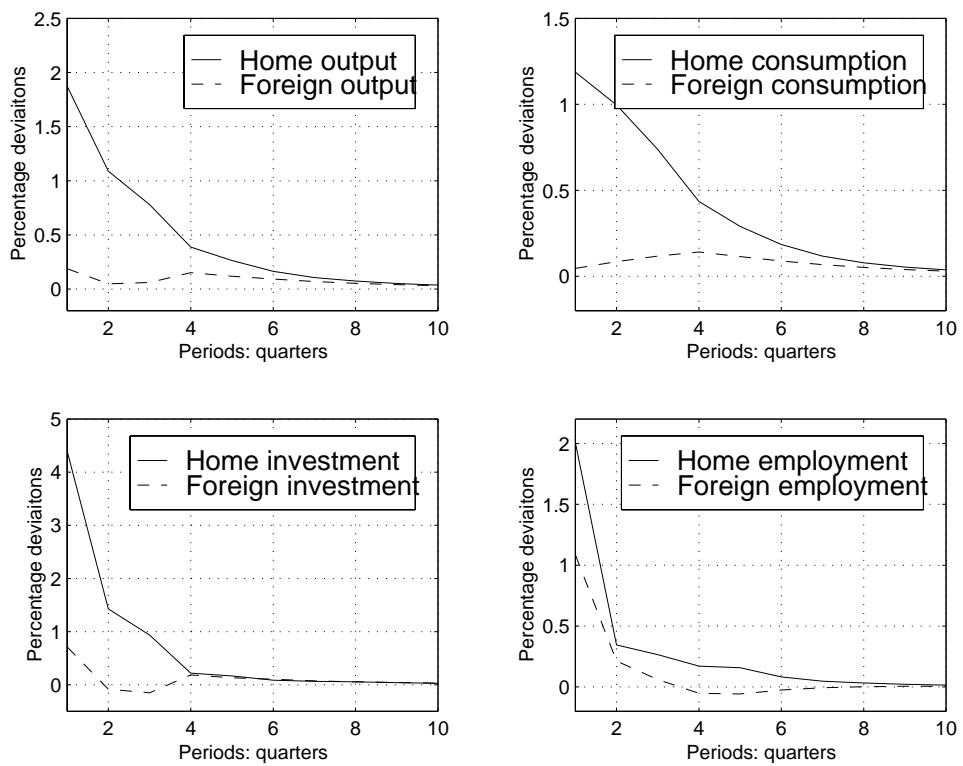 2.5
2
1.5
1
0.5
0
Percentage deviaitons
Home output
Foreign output
2 4 6 8 10
Periods: quarters
1.5
1
0.5
0
Percentage deviaitons
Home consumption
Foreign consumption
2 4 6 8 10
Periods: quarters
5
4
3
2
1
0
Percentage deviaitons
Home investment
Foreign investment
2 4 6 8 10
Periods: quarters
2
1.5
1
0.5
0
Percentage deviaitons
Home employment
Foreign employment
2 4 6 8 10
Periods: quarters